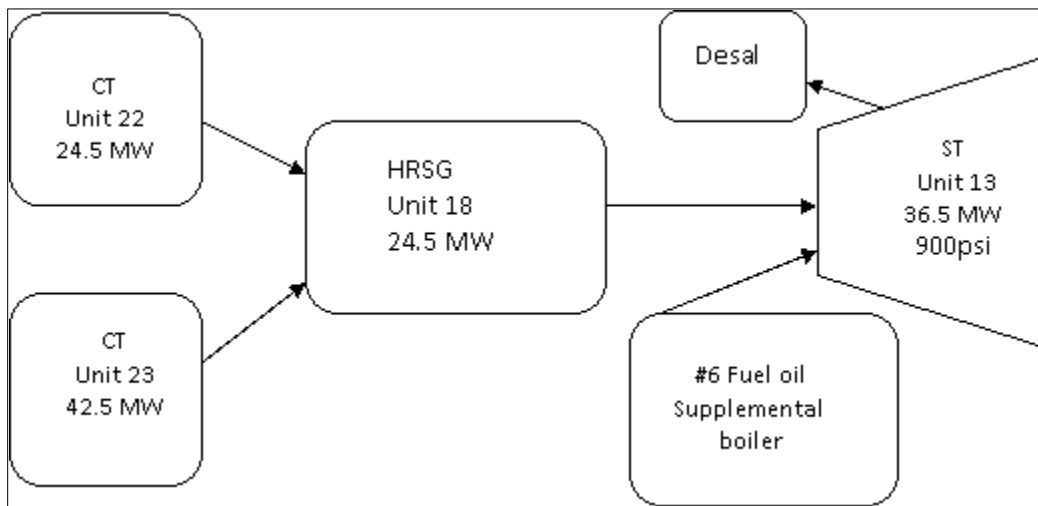 CT
Unit 22
24.5 MW
Desal
HRSG
Unit 18
24.5 MW
ST
Unit 13
36.5 MW
900psi
CT
Unit 23
42.5 MW
#6 Fuel oil
Supplemental
boiler